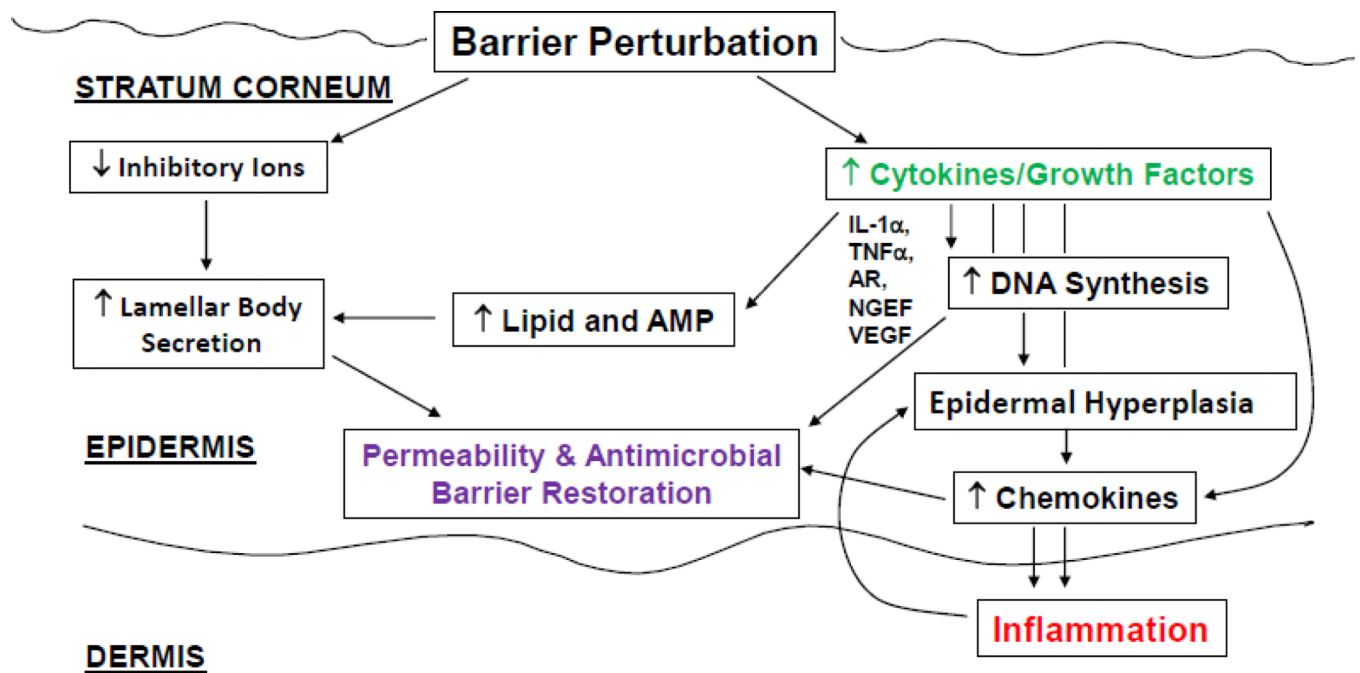 Barrier Perturbation
STRATUM CORNEUM
↓ Inhibitory Ions
↑ Cytokines/Growth Factors
IL-1α,
TNFα,
AR,
NGEF
VEGF
↑ DNA Synthesis
↑ Lamellar Body
Secretion
↑ Lipid and AMP
Epidermal Hyperplasia
EPIDERMIS
Permeability & Antimicrobial
Barrier Restoration
↑ Chemokines
Inflammation
DERMIS